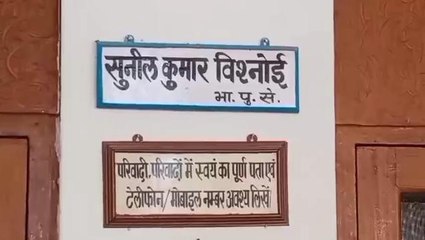 सुनील कुमार विश्नोई
भा. पु. से.
परिवादी, परिवादों में स्वयं का पूर्ण पता एवं
टेलीफोन/मोबाइल नम्बर अवश्य लिखें